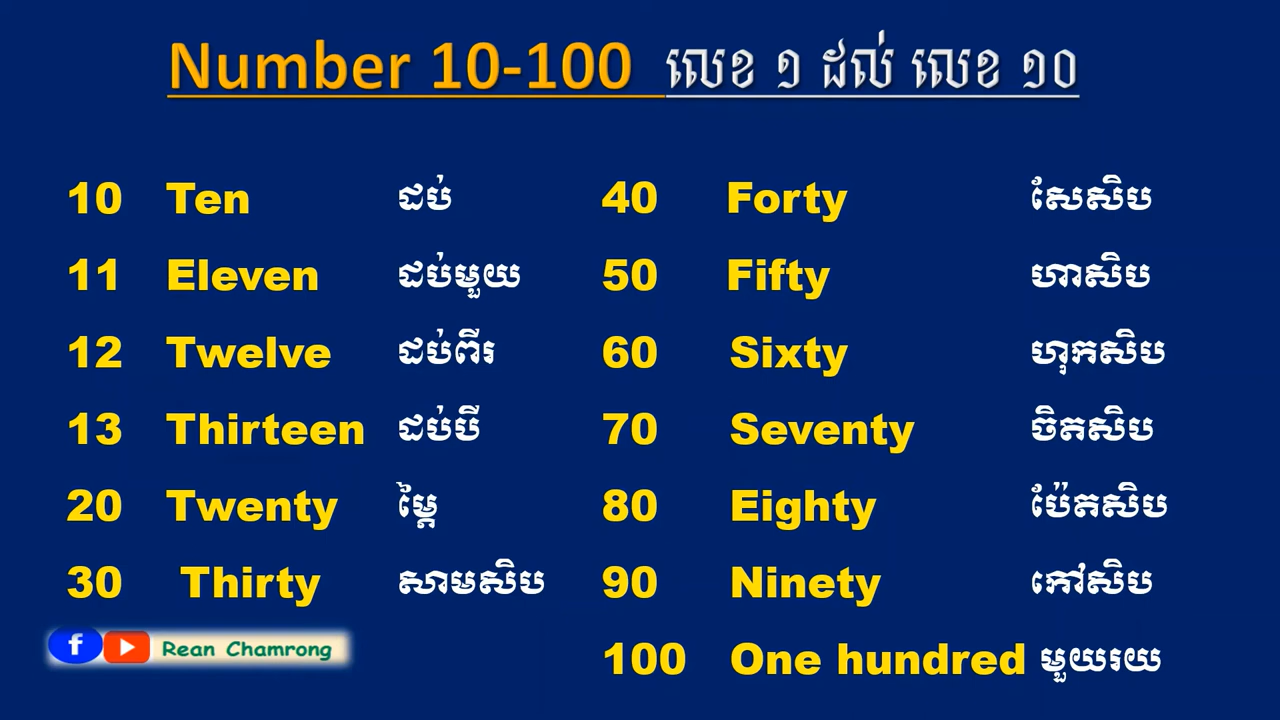 Number 10-100 លេខ ១ ដល់ លេខ ១០
10 Ten ដប់
11 Eleven ដប់មួយ
12 Twelve ដប់ពីរ
13 Thirteen ដប់បី
20 Twenty ម្ភៃ
30 Thirty សាមសិប
40 Forty សែសិប
50 Fifty ហាសិប
60 Sixty ហុកសិប
70 Seventy ចិតសិប
80 Eighty ប៉ែតសិប
90 Ninety កៅសិប
100 One hundred មួយរយ
f Rean Chamrong